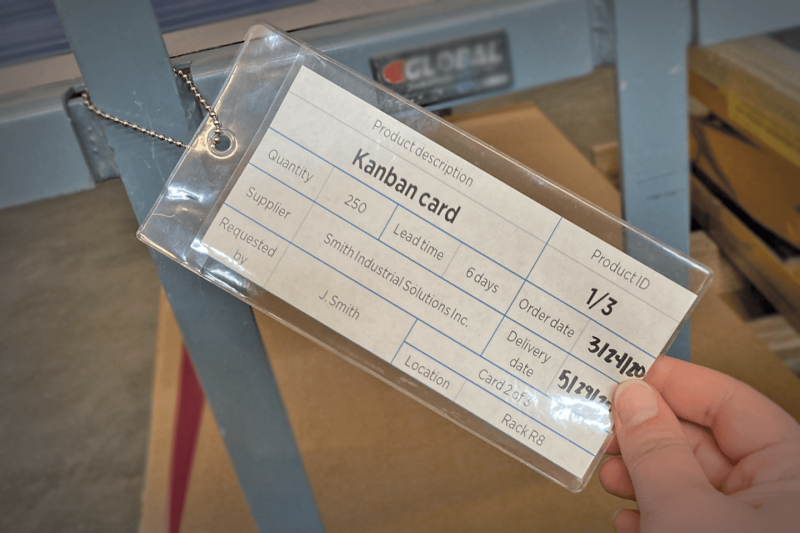 GLOBAL
Product description
Kanban card
Product ID
1/3
Quantity
250
Lead time
6 days
Order date
3/24/20
Supplier
Smith Industrial Solutions Inc.
Delivery date
Requested by
J. Smith
Card 2 of 3
Location
Rack R8